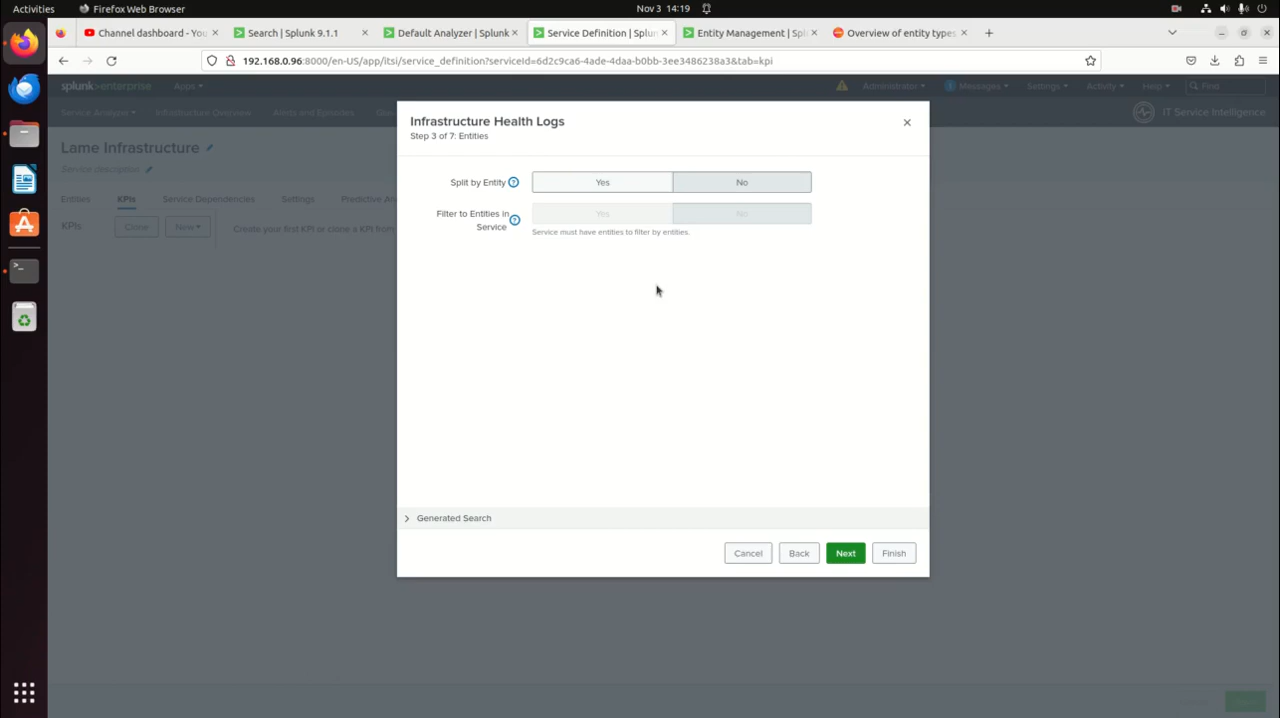 Activities
Firefox Web Browser
Nov 3 14:19
Channel dashboard - You
Search | Splunk 9.1.1
Default Analyzer | Splunk
Service Definition | Splun
Entity Management | Spl
Overview of entity types
192.168.0.96:8000/en-US/app/itsi/service_definition?serviceId=6d2c9ca6-4ade-4daa-b0bb-3ee3486238a3&tab=kpi
splunk>enterprise
Apps
Administrator
Messages
Settings
Activity
Help
Find
Service Analyzer
Infrastructure Overview
Alerts and Episodes
IT Service Intelligence
Lame Infrastructure
Service description
Entities
KPIs
Service Dependencies
Settings
Predictive An
KPIs
Clone
New
Create your first KPI or clone a KPI from
Infrastructure Health Logs
Step 3 of 7: Entities
Split by Entity
Yes
No
Filter to Entities in
Service
Yes
No
Service must have entities to filter by entities.
Generated Search
Cancel
Back
Next
Finish